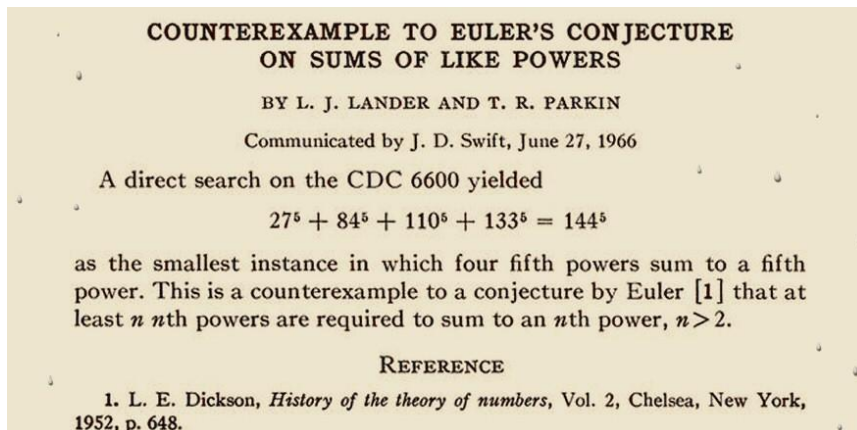 COUNTEREXAMPLE TO EULER'S CONJECTURE
ON SUMS OF LIKE POWERS
BY L. J. LANDER AND T. R. PARKIN
Communicated by J. D. Swift, June 27, 1966
A direct search on the CDC 6600 yielded
27⁵ + 84⁵ + 110⁵ + 133⁵ = 144⁵
as the smallest instance in which four fifth powers sum to a fifth
power. This is a counterexample to a conjecture by Euler [1] that at
least n nth powers are required to sum to an nth power, n>2.
REFERENCE
1. L. E. Dickson, History of the theory of numbers, Vol. 2, Chelsea, New York,
1952, p. 648.